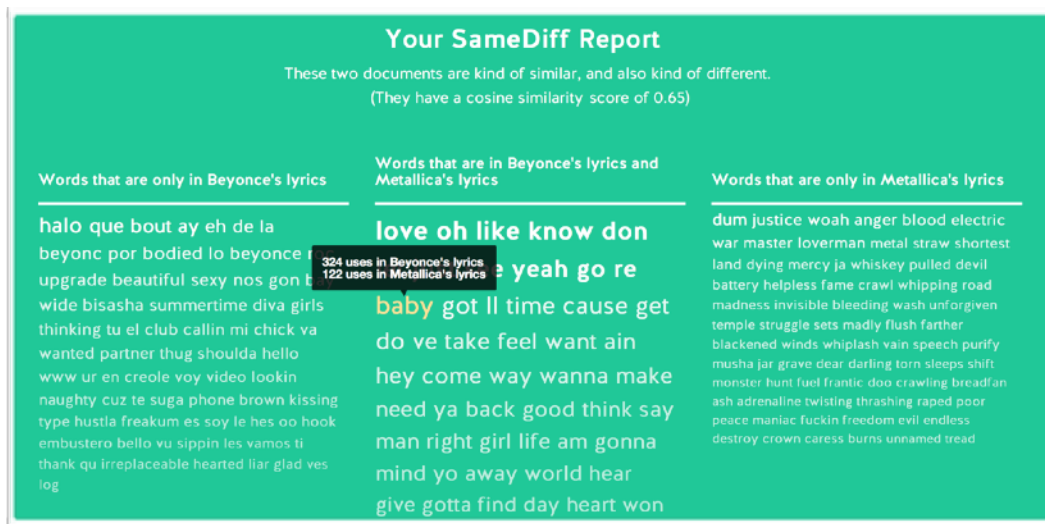 Your SameDiff Report
These two documents are kind of similar, and also kind of different.
(They have a cosine similarity score of 0.65)
Words that are only in Beyonce's lyrics
halo que bout ay eh de la
beyonc por bodied lo beyonce
upgrade beautiful sexy nos gon
wide bisasha summertime diva girls
thinking tu el club callin mi chick va
wanted partner thug shoulda hello
www ur en creole voy video lookin
naughty cuz te suga phone brown kissing
type hustla freakum es soy le hes oo hook
embustero bello vu sippin les vamos ti
thank qu irreplaceable hearted liar glad ves
log
Words that are in Beyonce's lyrics and
Metallica's lyrics
love oh like know don
324 uses in Beyonce's lyrics
122 uses in Metallica's lyrics
yeah go re
baby got ll time cause get
do ve take feel want ain
hey come way wanna make
need ya back good think say
man right girl life am gonna
mind yo away world hear
give gotta find day heart won
Words that are only in Metallica's lyrics
dum justice woah anger blood electric
war master loverman metal straw shortest
land dying mercy ja whiskey pulled devil
battery helpless fame crawl whipping road
madness invisible bleeding wash unforgiven
temple struggle sets madly flush farther
blackened winds whiplash vain speech purify
musha jar grave dear darling torn sleeps shift
monster hunt fuel frantic doo crawling breadfan
ash adrenaline twisting thrashing raped poor
peace maniac fuckin freedom evil endless
destroy crown caress burns unnamed tread